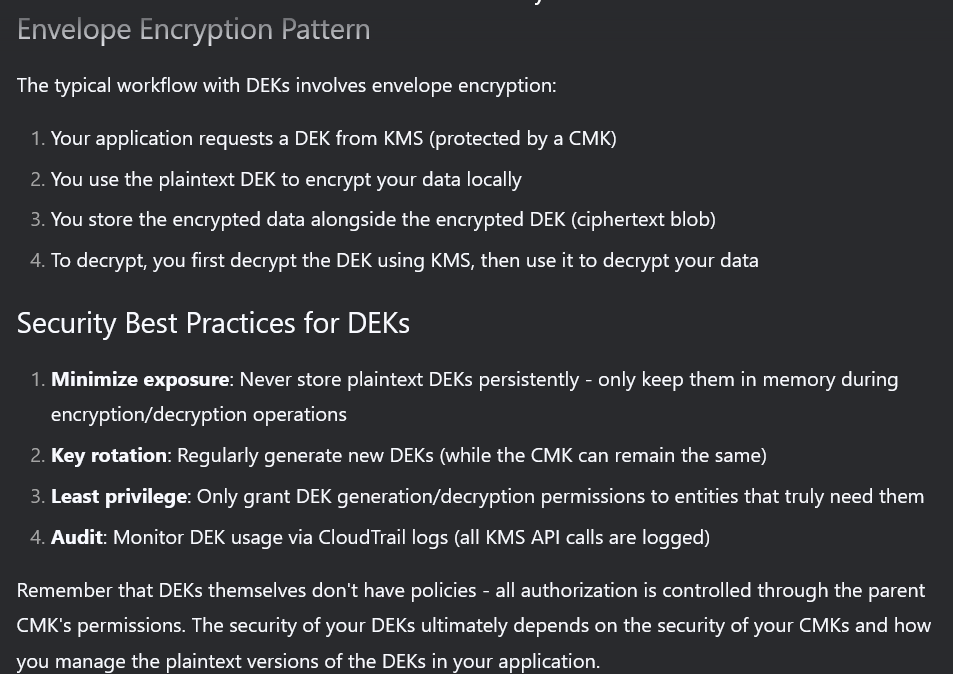 Envelope Encryption Pattern
The typical workflow with DEKs involves envelope encryption:
1. Your application requests a DEK from KMS (protected by a CMK)
2. You use the plaintext DEK to encrypt your data locally
3. You store the encrypted data alongside the encrypted DEK (ciphertext blob)
4. To decrypt, you first decrypt the DEK using KMS, then use it to decrypt your data
Security Best Practices for DEKs
1. Minimize exposure: Never store plaintext DEKs persistently - only keep them in memory during
encryption/decryption operations
2. Key rotation: Regularly generate new DEKs (while the CMK can remain the same)
3. Least privilege: Only grant DEK generation/decryption permissions to entities that truly need them
4. Audit: Monitor DEK usage via CloudTrail logs (all KMS API calls are logged)
Remember that DEKs themselves don't have policies - all authorization is controlled through the parent
CMK's permissions. The security of your DEKs ultimately depends on the security of your CMKs and how
you manage the plaintext versions of the DEKs in your application.